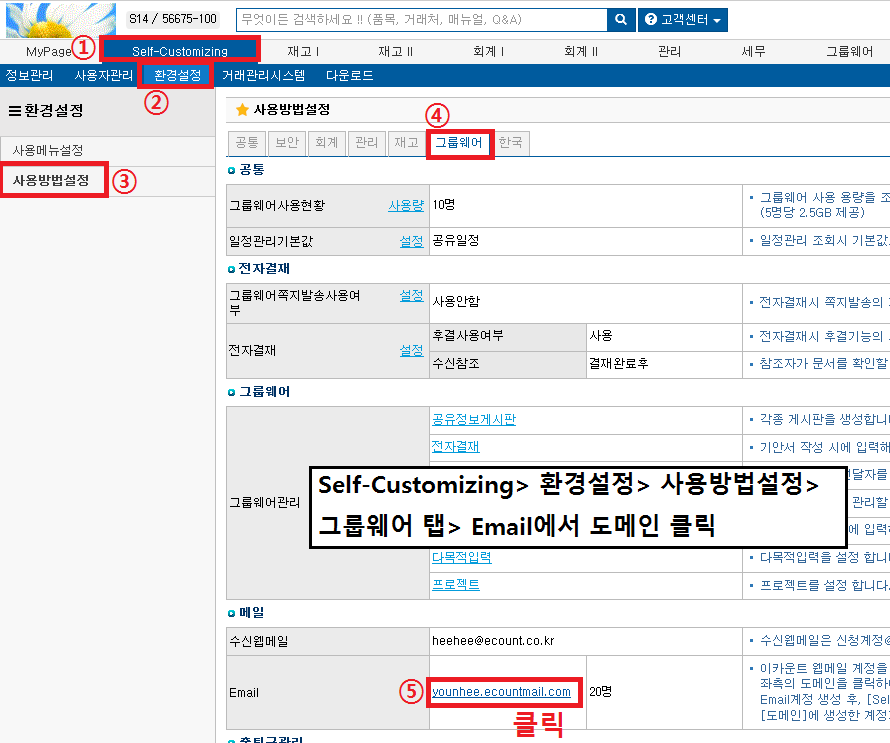 S14 / 56675-100 무엇이든 검색하세요 !! (품목, 거래처, 매뉴얼, Q&A) ? 고객센터
MyPage ① Self-Customizing 재고 I 재고 II 회계 I 회계 II 관리 세무 그룹웨어
정보관리 사용자관리 환경설정 거래관리시스템 다운로드
②
환경설정
사용메뉴설정
사용방법설정 ③
사용방법설정 ④
공통 보안 회계 관리 재고 그룹웨어 한국
공통
그룹웨어사용현황 사용량 10명 • 그룹웨어 사용 용량을 조
(5명당 2.5GB 제공)
일정관리기본값 설정 공유일정 • 일정관리 조회시 기본값
전자결재
그룹웨어쪽지발송사용여
부 설정 사용안함 • 전자결재시 쪽지발송의
전자결재 설정 후결사용여부 사용 • 전자결재시 후결기능의
수신참조 결재완료후 • 참조자가 문서를 확인할
그룹웨어
그룹웨어관리
공유정보게시판 • 각종 게시판을 생성합니
전자결재 • 기안서 작성 시에 입력해
전달자를
관리할
에 입력
Self-Customizing> 환경설정> 사용방법설정>
그룹웨어 탭> Email에서 도메인 클릭
다목적입력 • 다목적입력을 설정 합니
프로젝트 • 프로젝트를 설정 합니다.
메일
수신웹메일 heehee@ecount.co.kr • 수신웹메일은 신청계정@
Email ⑤ younhee.ecountmail.com 20명
• 이카운트 웹메일 계정을
좌측의 도메인을 클릭하
Email계정 생성 후, [Sel
[도메인]에 생성한 계정
클릭
출퇴근관리